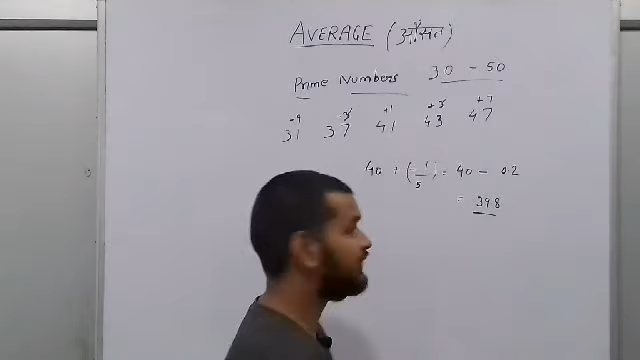 AVERAGE (औसत)
Prime Numbers 30 - 50
-9 -3 +1 +3 +7
31 37 41 43 47
40 + (-1/5) = 40 - 0.2
= 39.8